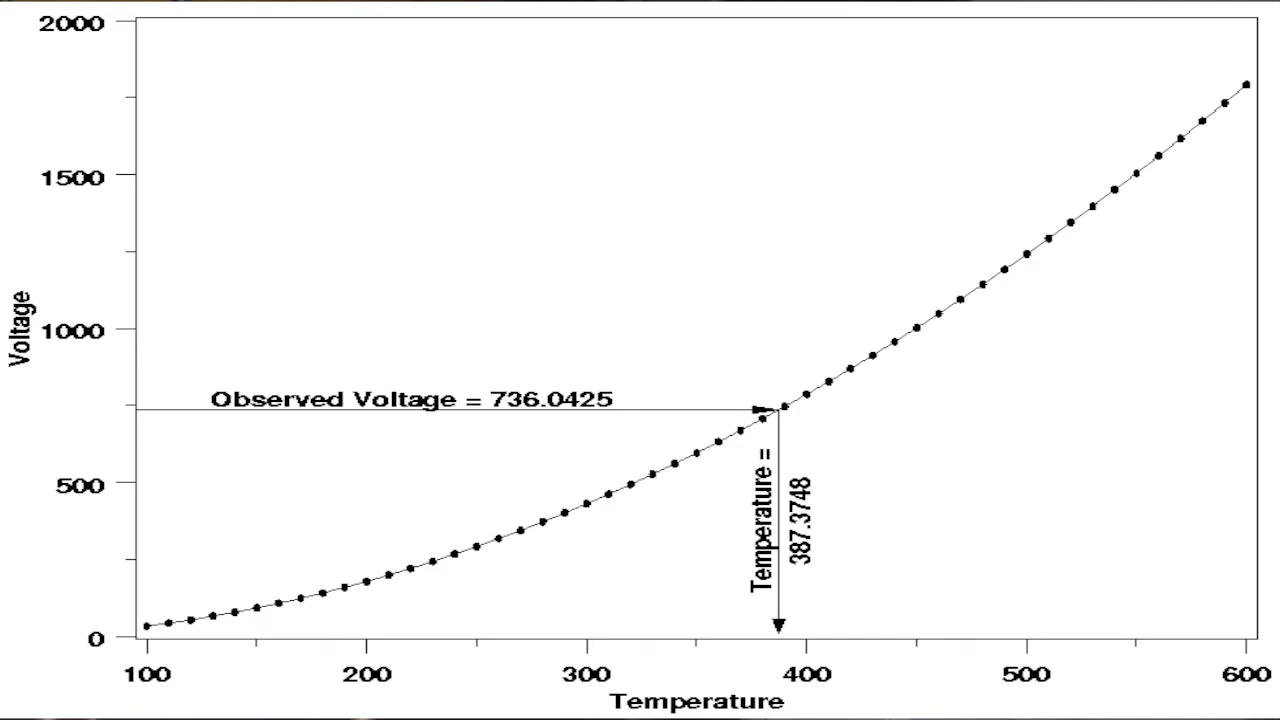 2000
1500
1000
500
0
Voltage
Observed Voltage = 736.0425
Temperature =
387.3748
100 200 300 400 500 600
Temperature